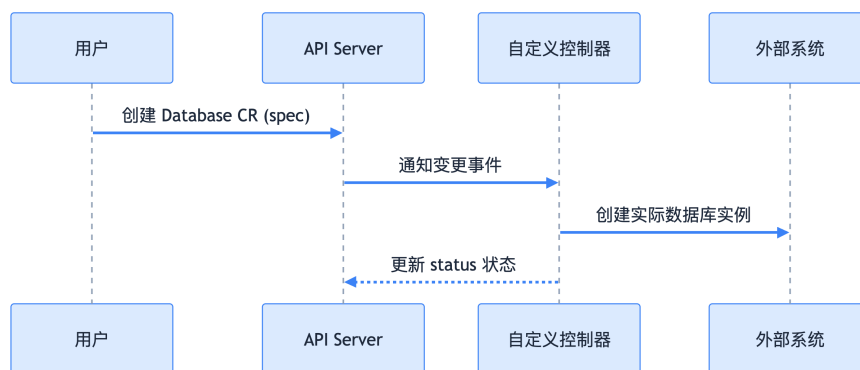 用户
API Server
自定义控制器
外部系统
创建 Database CR (spec)
通知变更事件
创建实际数据库实例
更新 status 状态
用户
API Server
自定义控制器
外部系统